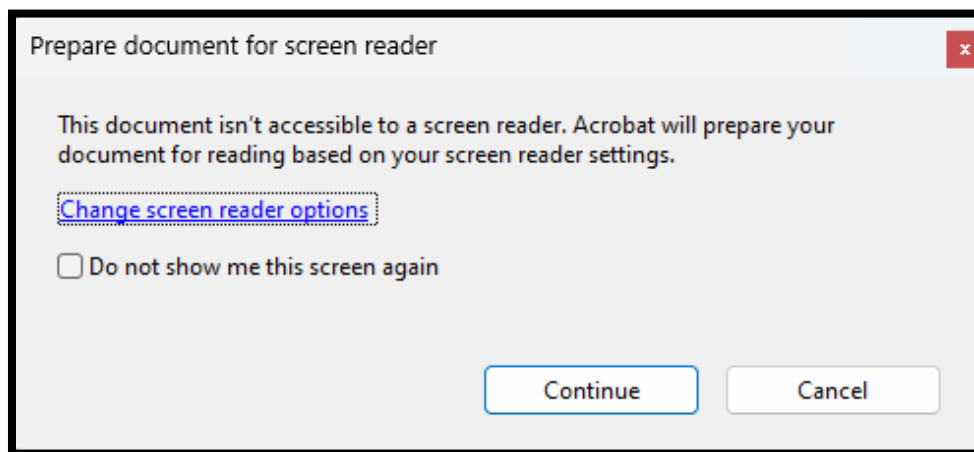 Prepare document for screen reader
x
This document isn't accessible to a screen reader. Acrobat will prepare your
document for reading based on your screen reader settings.
Change screen reader options
Do not show me this screen again
Continue
Cancel